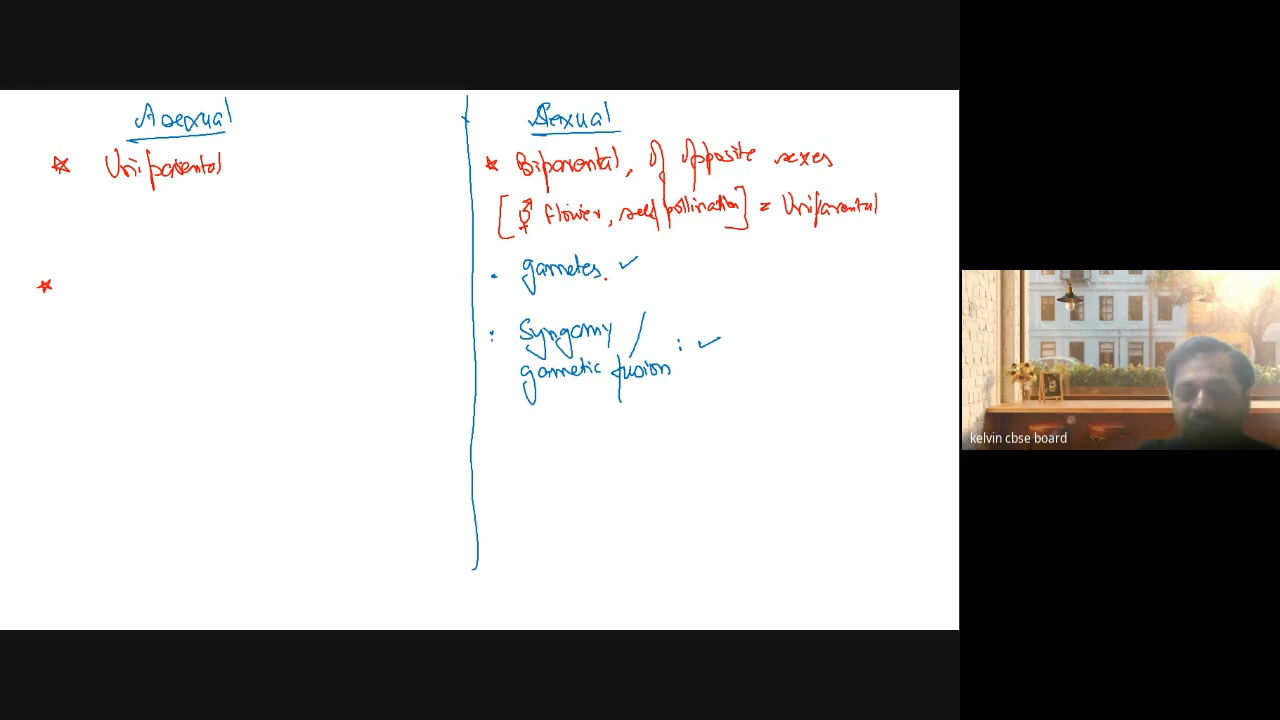 Asexual
Sexual
☆ Uniparental
* Biparental, of opposite sexes
[⚥ flower, self pollination] = Uniparental
• gametes. ✓
: Syngamy /
gametic fusion : ✓
☆
kelvin cbse board